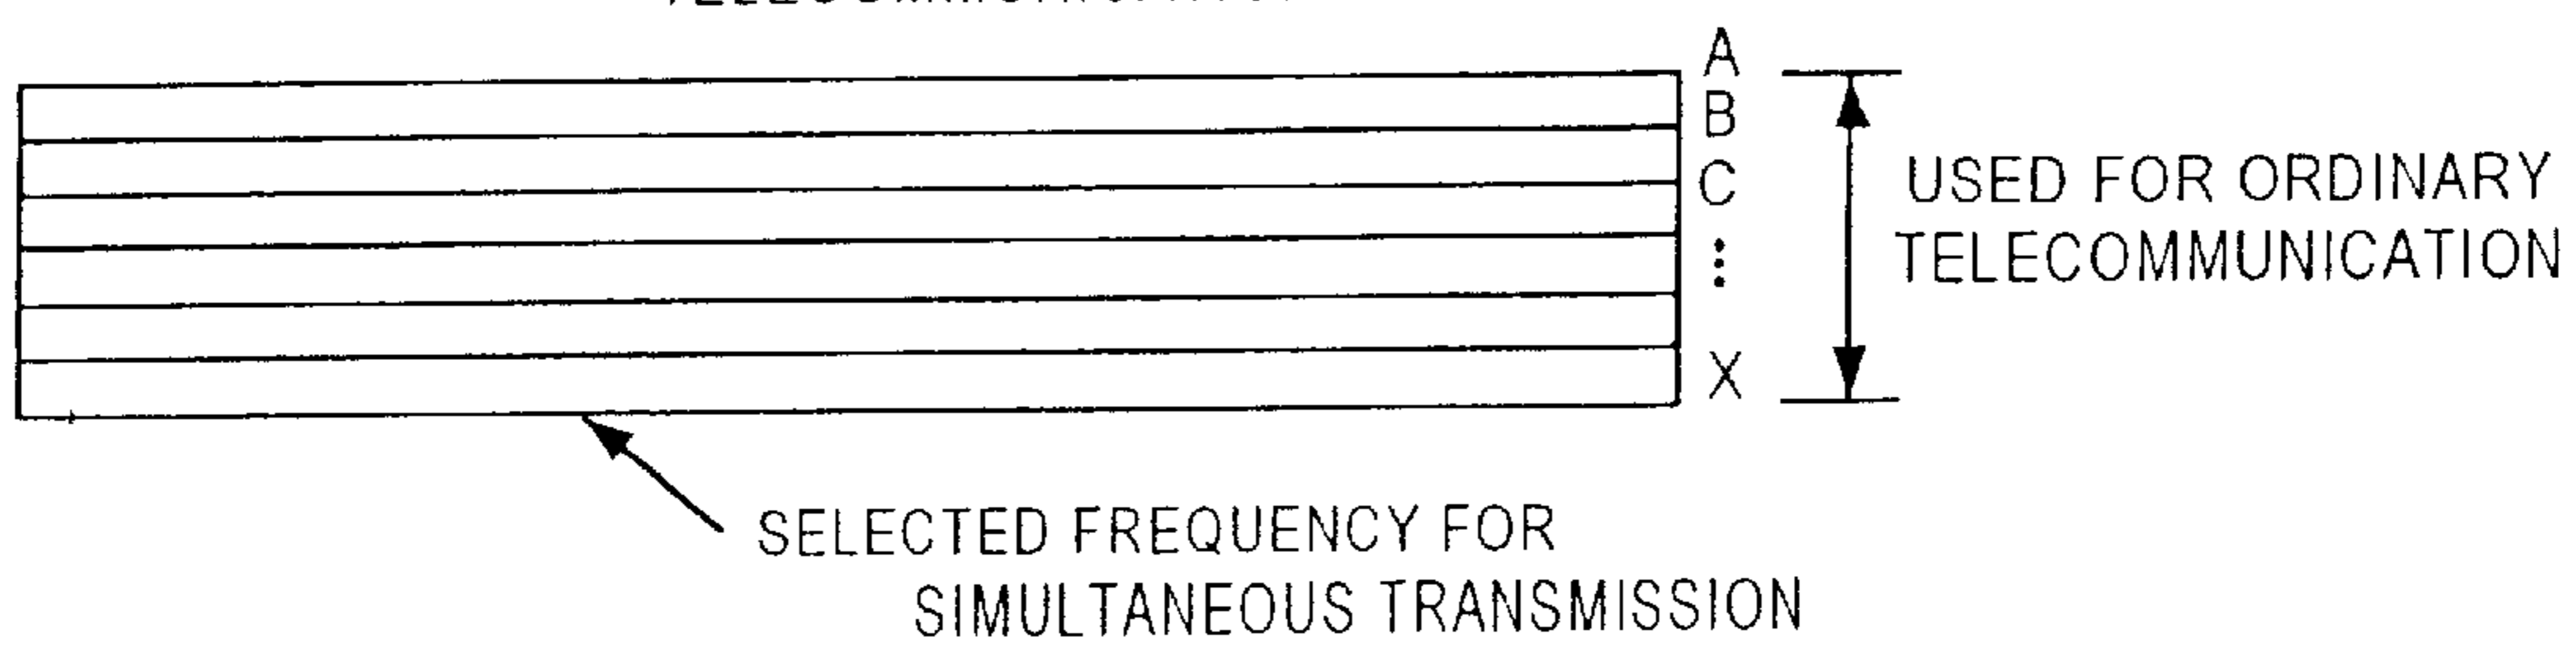 A
B
C
X
USED FOR ORDINARY
TELECOMMUNICATION
SELECTED FREQUENCY FOR
SIMULTANEOUS TRANSMISSION